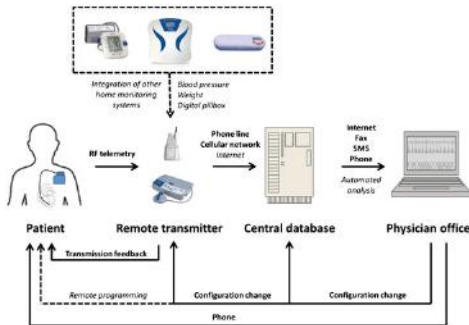 Integration of other
home monitoring
systems
Blood pressure
Weight
Digital pillbox
RF telemetry
Phone line
Cellular network
Internet
Internet
Fax
SMS
Phone
Automated
analysis
Patient
Remote transmitter
Central database
Physician office
Transmission feedback
Remote programming
Configuration change
Configuration change
Phone